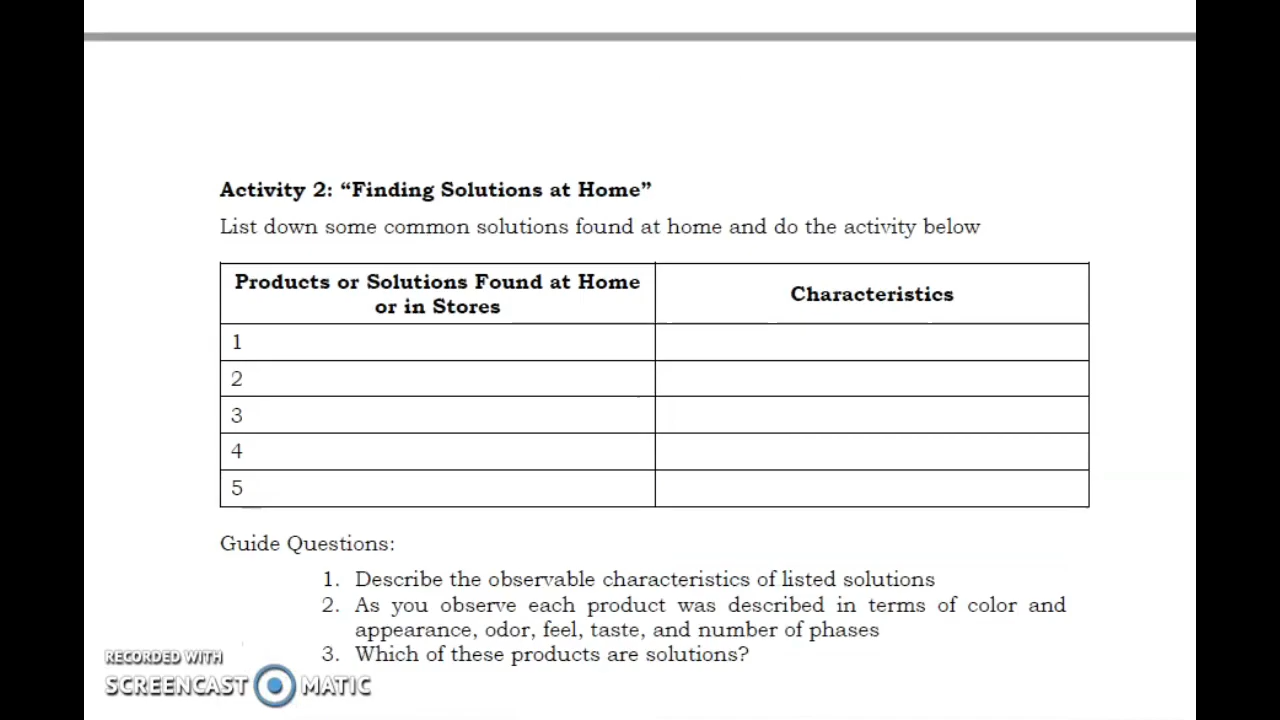 Activity 2: “Finding Solutions at Home”
List down some common solutions found at home and do the activity below
Products or Solutions Found at Home
or in Stores
Characteristics
1
2
3
4
5
Guide Questions:
1. Describe the observable characteristics of listed solutions
2. As you observe each product was described in terms of color and
appearance, odor, feel, taste, and number of phases
3. Which of these products are solutions?
RECORDED WITH
SCREENCAST MATIC